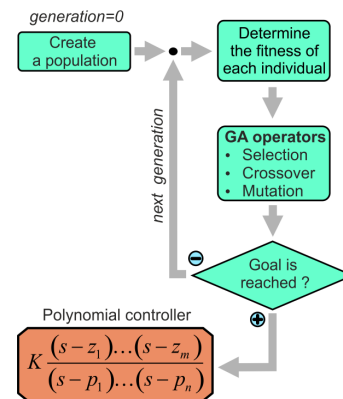 generation=0
Create
a population
Determine
the fitness of
each individual
GA operators
• Selection
• Crossover
• Mutation
next generation
−
Goal is
reached ?
+
Polynomial controller
K (s−z₁)…(s−zₘ) / (s−p₁)…(s−pₙ)